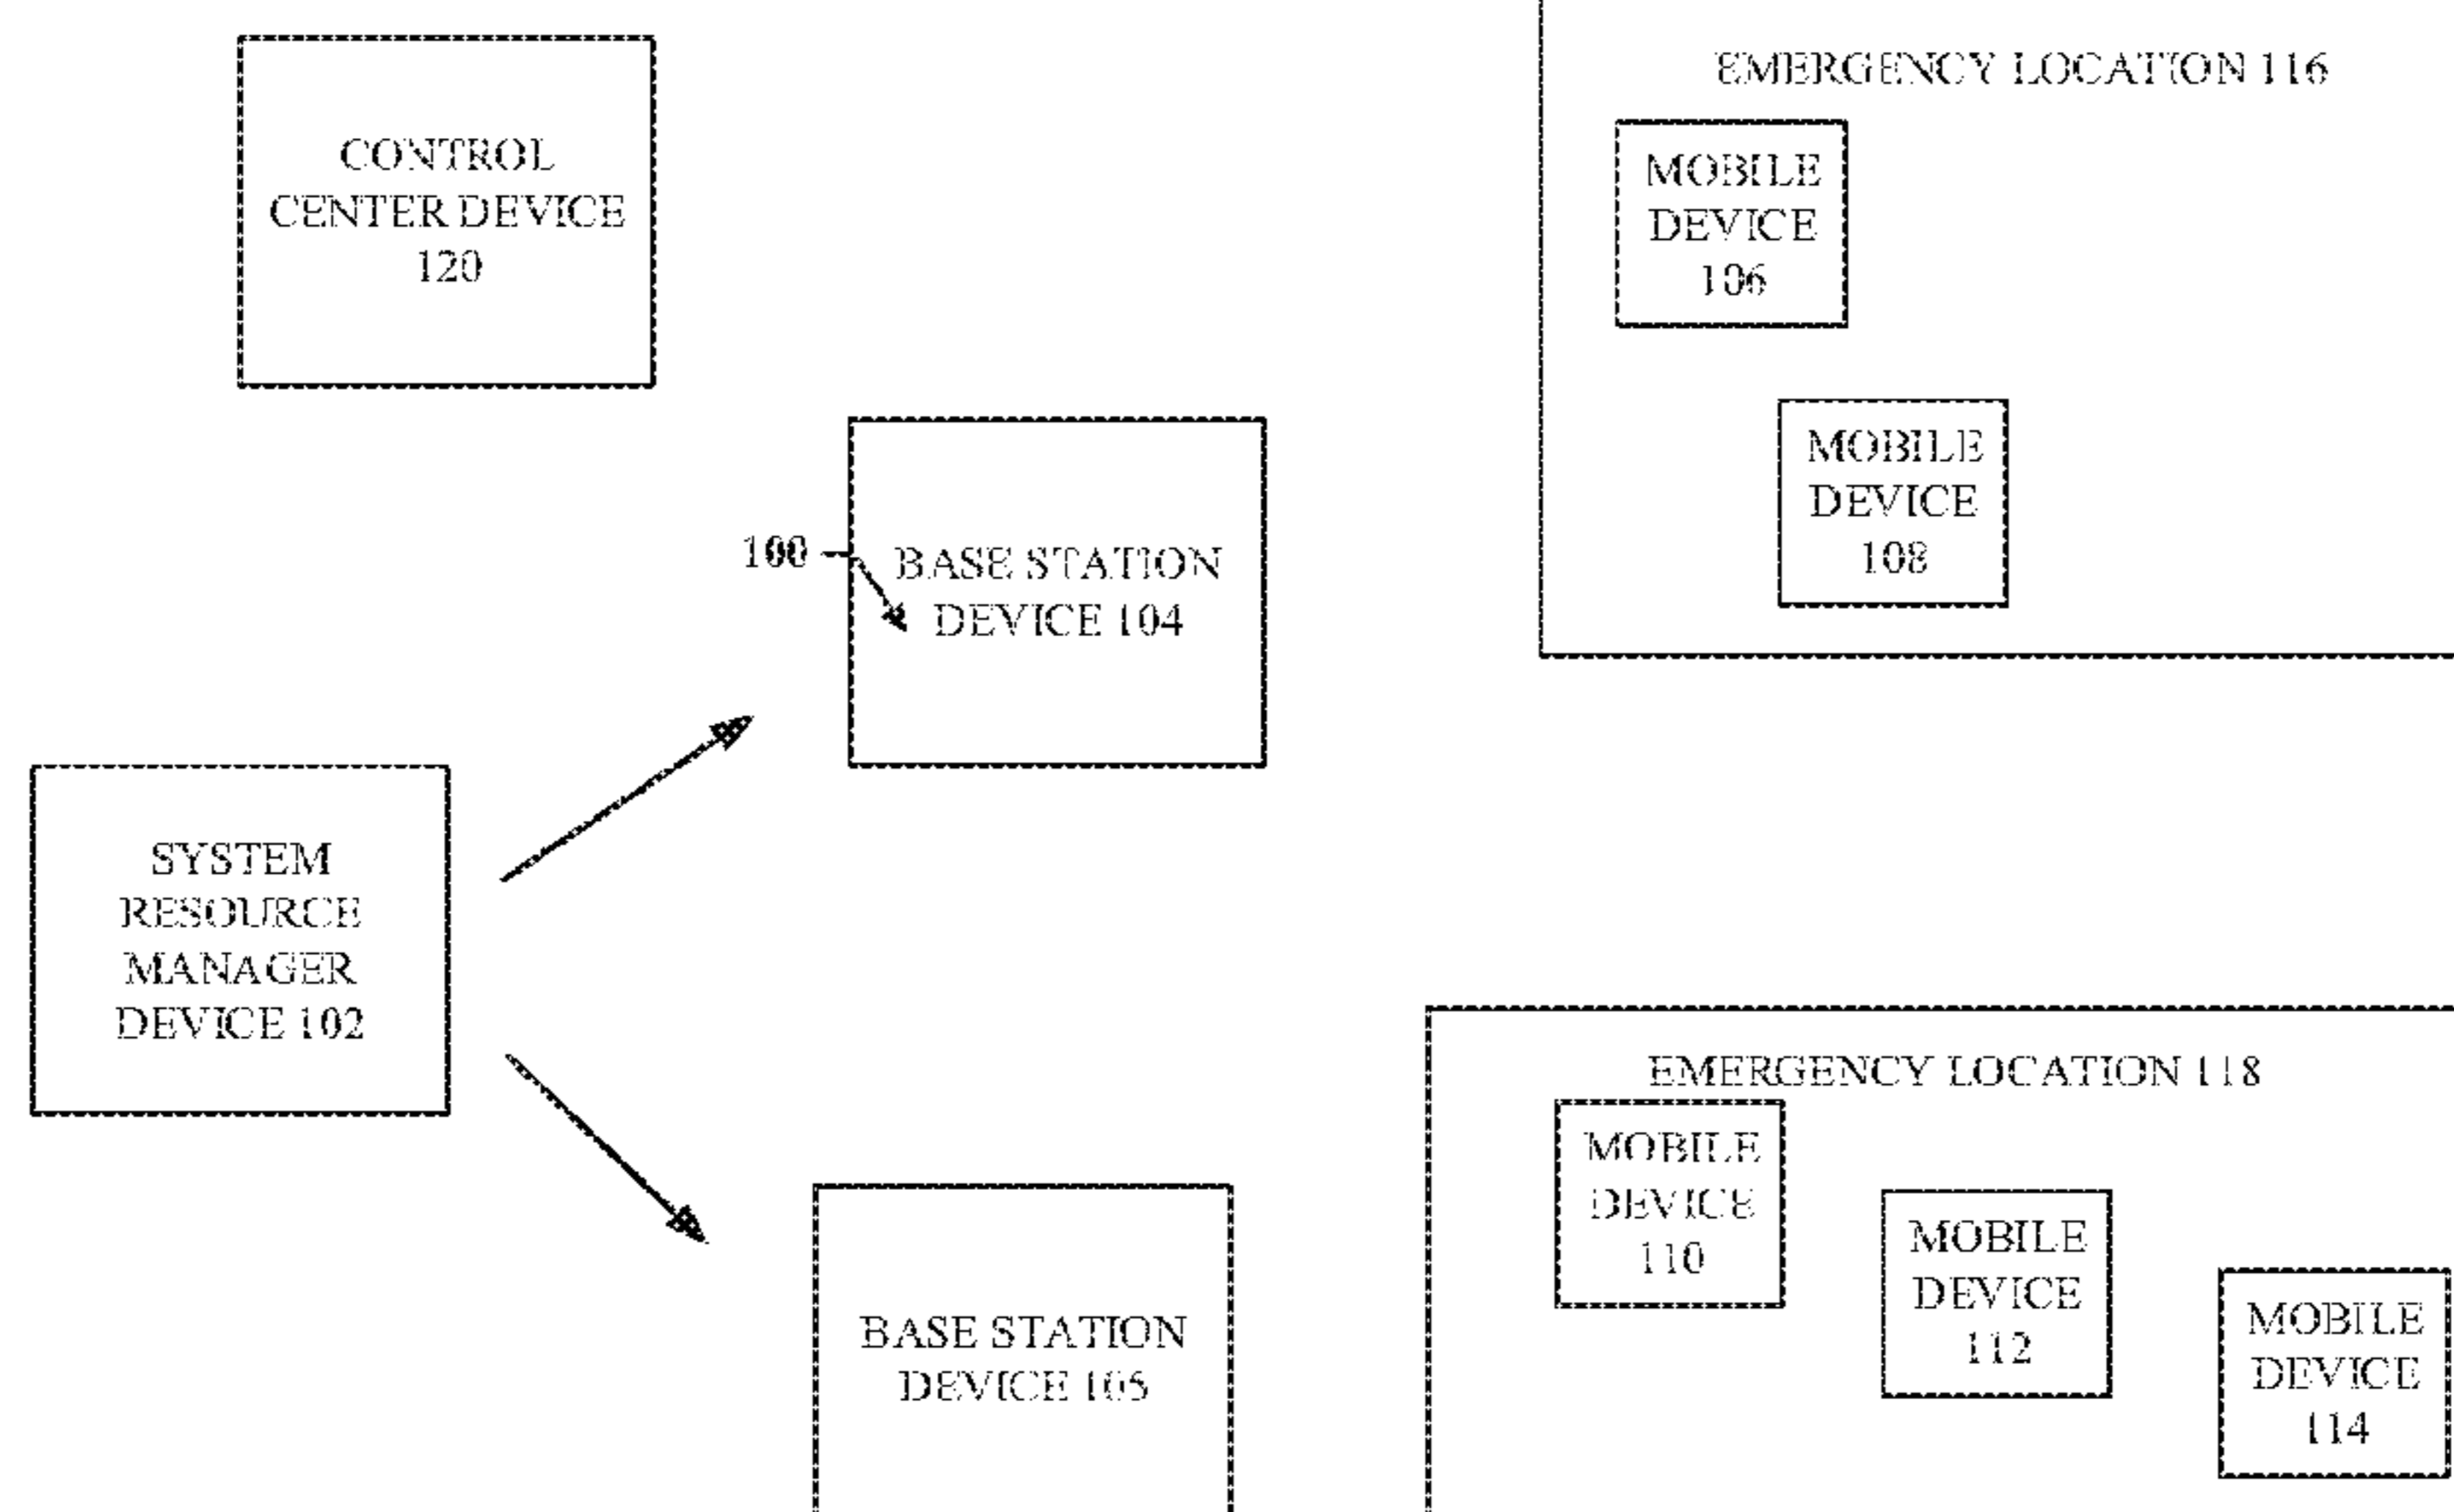 EMERGENCY LOCATION 116
CONTROL
CENTER DEVICE
120
MOBILE
DEVICE
106
MOBILE
DEVICE
108
100
BASE STATION
DEVICE 104
SYSTEM
RESOURCE
MANAGER
DEVICE 102
EMERGENCY LOCATION 118
MOBILE
DEVICE
110
MOBILE
DEVICE
112
MOBILE
DEVICE
114
BASE STATION
DEVICE 105